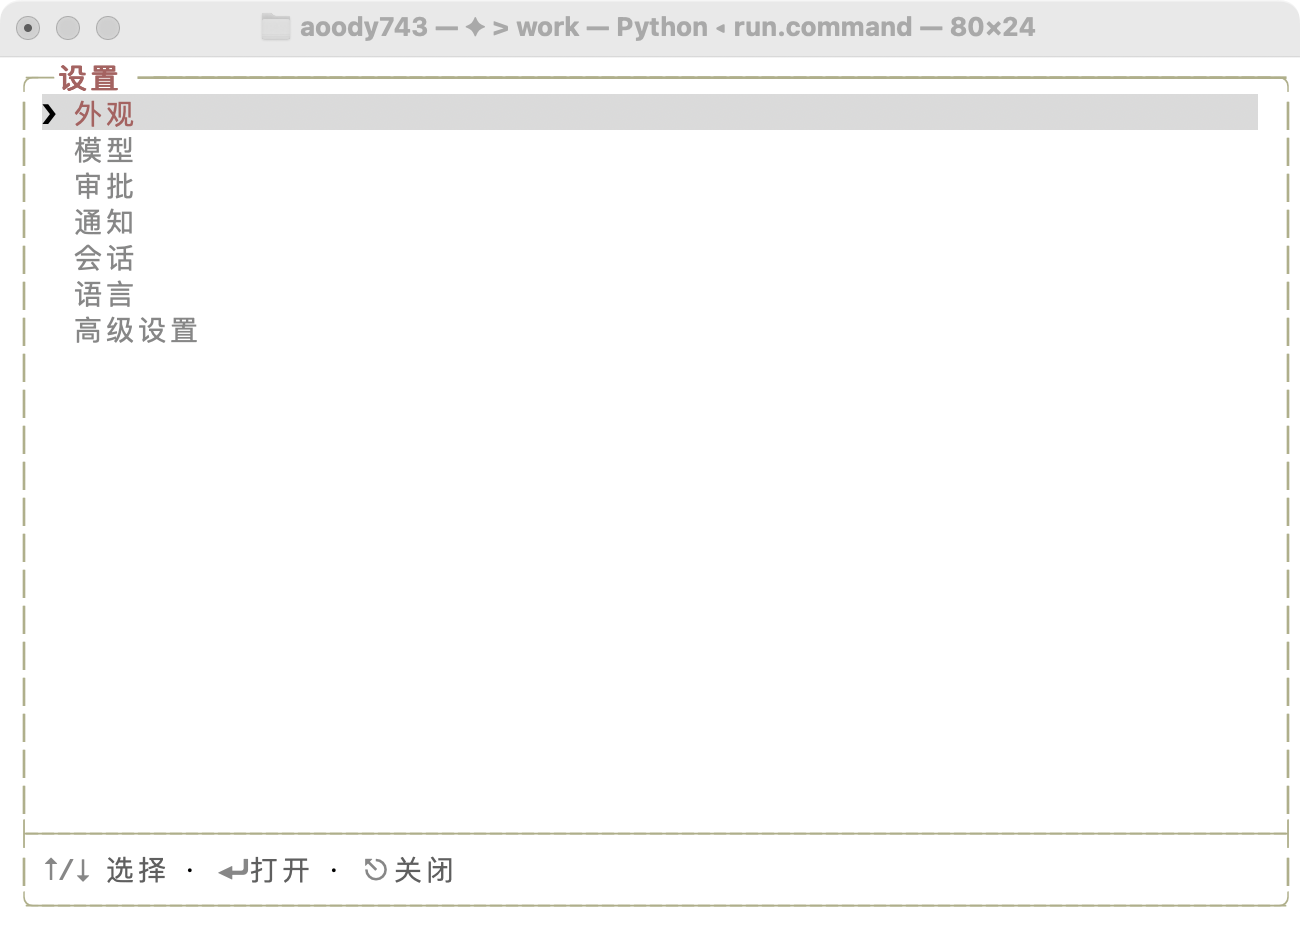 aoody743 — ✦ > work — Python ◂ run.command — 80×24
设置
❯ 外观
模型
审批
通知
会话
语言
高级设置
↑/↓ 选择 · ↵打开 · ⎋关闭